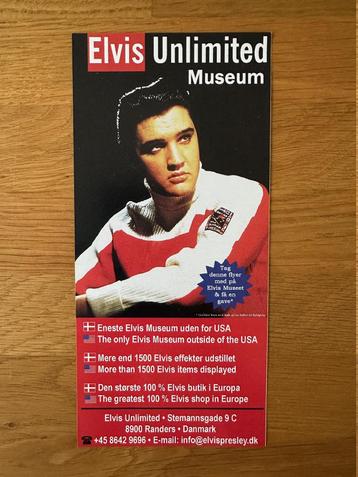 Elvis Unlimited
Museum
Tag
denne flyer
med på
Elvis Museet
& få en
gave*
Eneste Elvis Museum uden for USA
The only Elvis Museum outside of the USA
Mere end 1500 Elvis effekter udstillet
More than 1500 Elvis items displayed
Den største 100 % Elvis butik i Europa
The greatest 100 % Elvis shop in Europe
Elvis Unlimited • Stemannsgade 9 C
8900 Randers • Danmark
☎ +45 8642 9696 • E-mail: info@elvispresley.dk